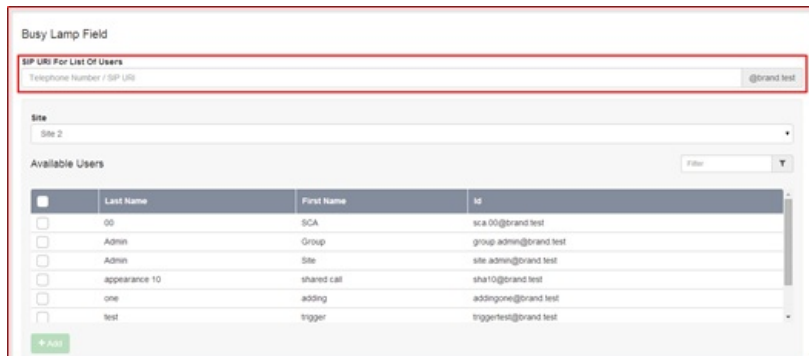 Busy Lamp Field
SIP URI For List Of Users
Telephone Number / SIP URI @brand.test
Site
Site 2
Available Users Filter
Last Name First Name Id
00 SCA sca.00@brand.test
Admin Group group.admin@brand.test
Admin Site site.admin@brand.test
appearance 10 shared call sha10@brand.test
one adding addingone@brand.test
test trigger triggertest@brand.test
+ Add